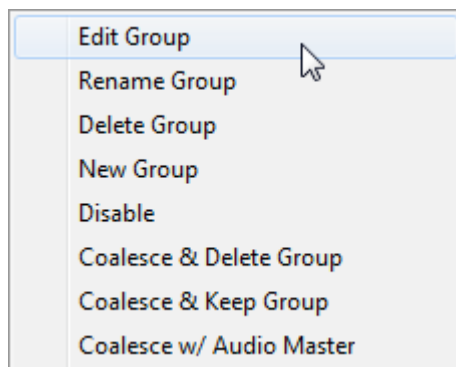 Edit Group
Rename Group
Delete Group
New Group
Disable
Coalesce & Delete Group
Coalesce & Keep Group
Coalesce w/ Audio Master